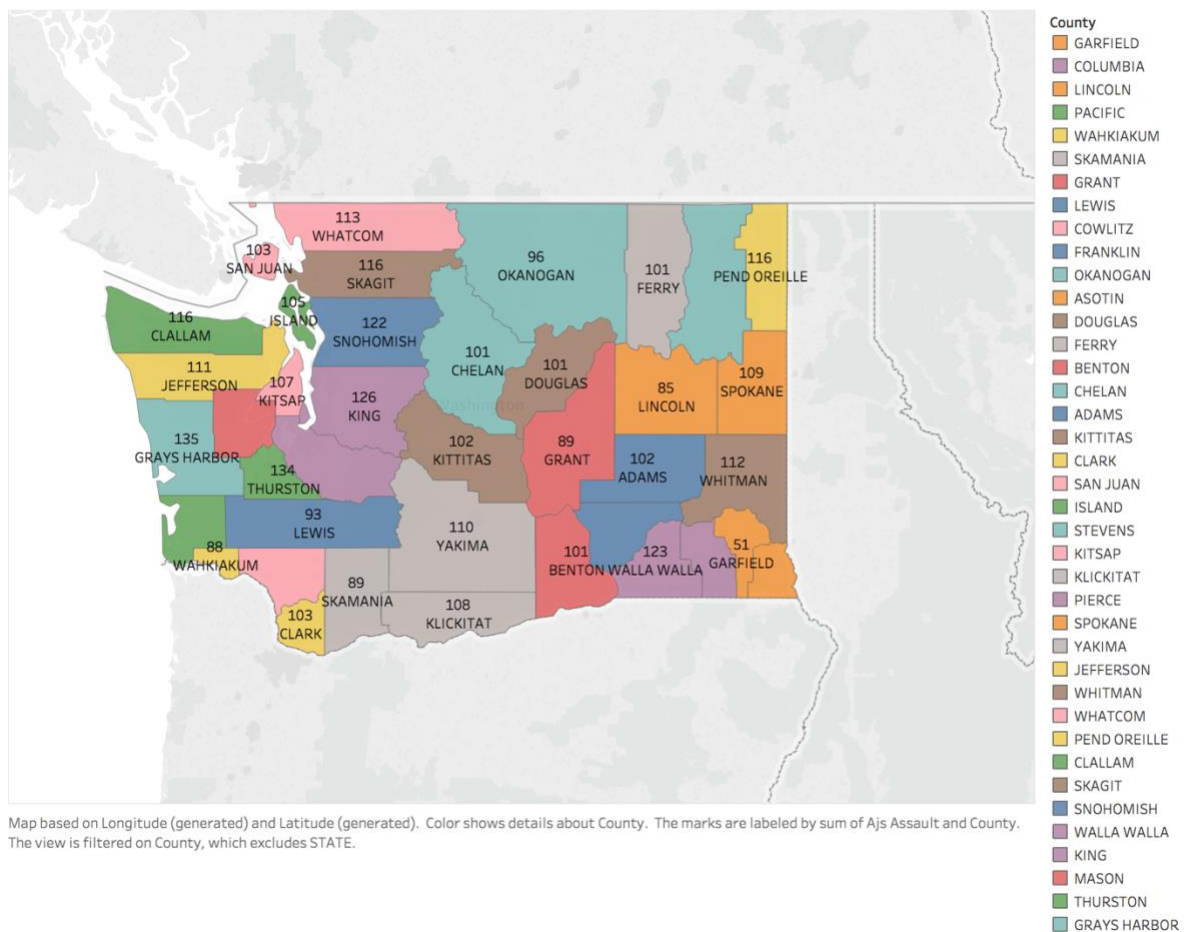 County
GARFIELD
COLUMBIA
LINCOLN
PACIFIC
WAHKIAKUM
SKAMANIA
GRANT
LEWIS
COWLITZ
FRANKLIN
OKANOGAN
ASOTIN
DOUGLAS
FERRY
BENTON
CHELAN
ADAMS
KITTITAS
CLARK
SAN JUAN
ISLAND
STEVENS
KITSAP
KLICKITAT
PIERCE
SPOKANE
YAKIMA
JEFFERSON
WHITMAN
WHATCOM
PEND OREILLE
CLALLAM
SKAGIT
SNOHOMISH
WALLA WALLA
KING
MASON
THURSTON
GRAYS HARBOR
113
WHATCOM
103
SAN JUAN
116
SKAGIT
96
OKANOGAN
101
FERRY
116
PEND OREILLE
105
ISLAND
116
CLALLAM
122
SNOHOMISH
101
CHELAN
101
DOUGLAS
111
JEFFERSON
107
KITSAP
126
KING
85
LINCOLN
109
SPOKANE
Washington
135
GRAYS HARBOR
134
THURSTON
102
KITTITAS
89
GRANT
102
ADAMS
112
WHITMAN
93
LEWIS
110
YAKIMA
88
WAHKIAKUM
101
BENTON
123
WALLA WALLA
51
GARFIELD
89
SKAMANIA
108
KLICKITAT
103
CLARK
Map based on Longitude (generated) and Latitude (generated). Color shows details about County. The marks are labeled by sum of Ajs Assault and County.
The view is filtered on County, which excludes STATE.